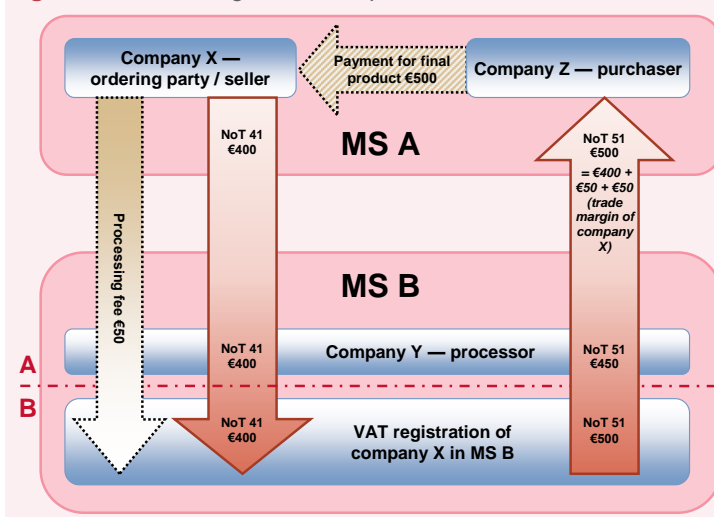 Company X —
ordering party / seller
Payment for final
product €500
Company Z — purchaser
NoT 41
€400
MS A
NoT 51
€500
= €400 +
€50 + €50
(trade
margin of
company
X)
Processing fee €50
MS B
NoT 41
€400
Company Y — processor
NoT 51
€450
A
B
NoT 41
€400
VAT registration of
company X in MS B
NoT 51
€500